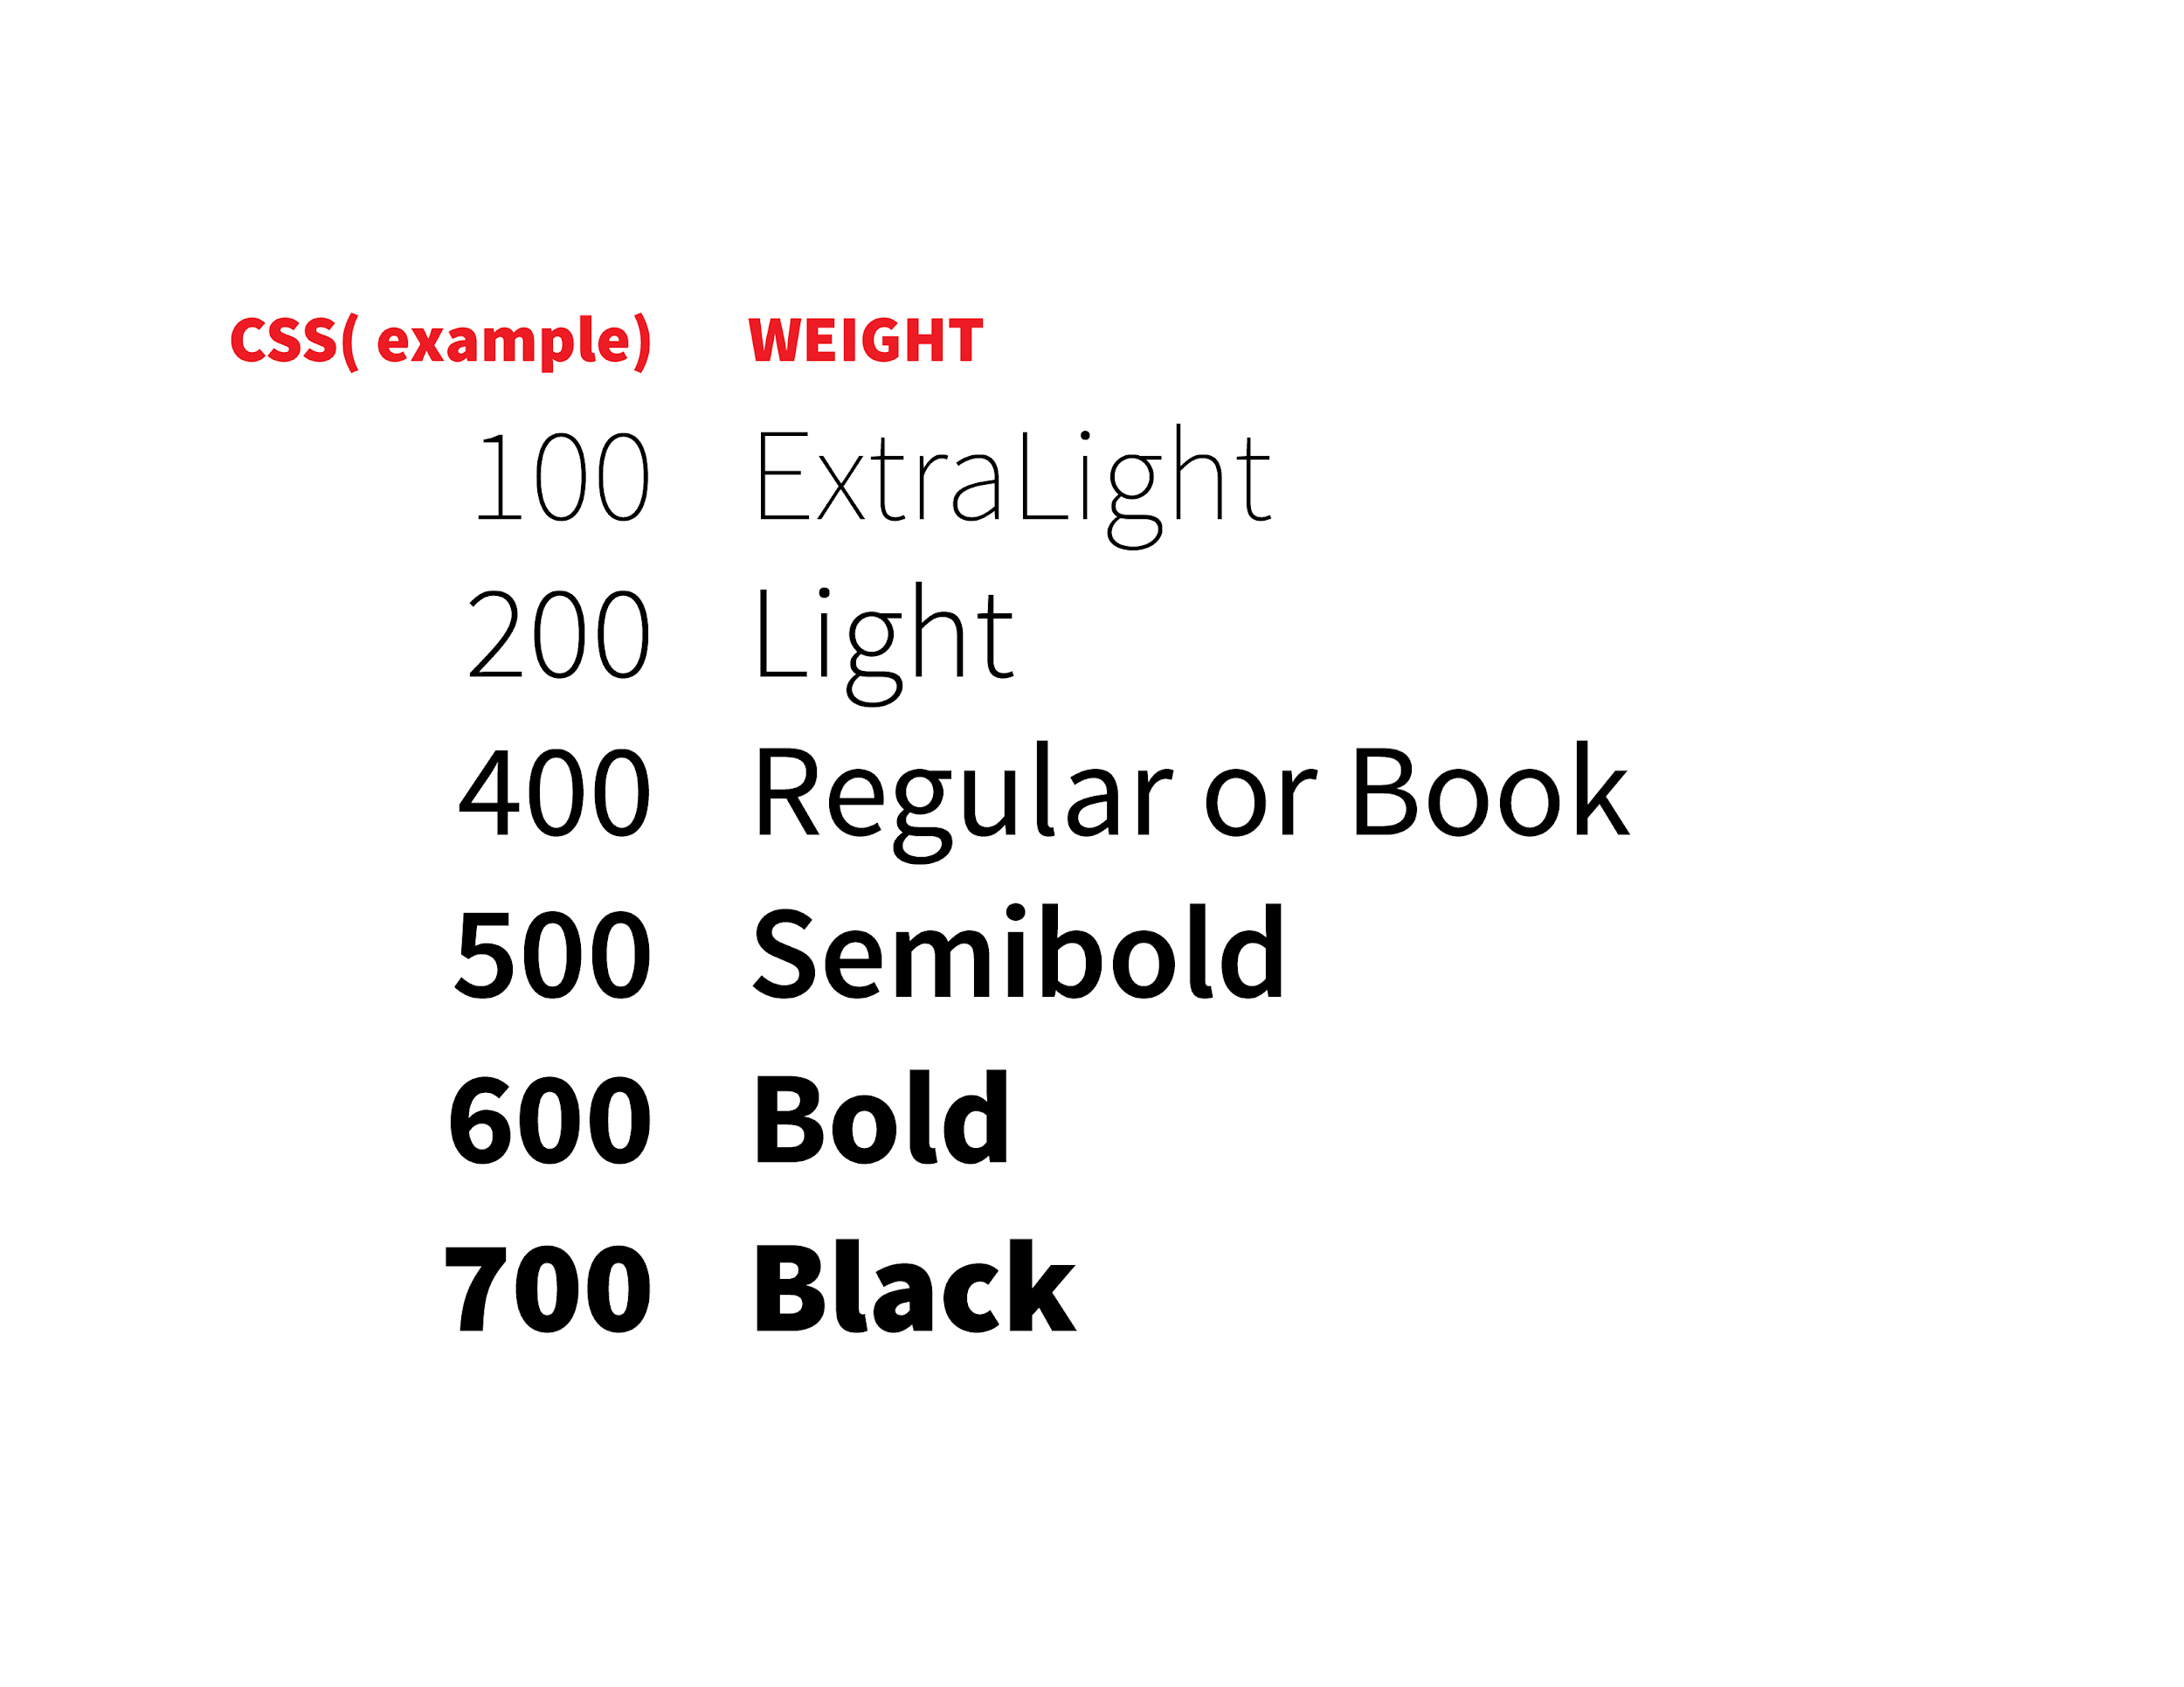 CSS( example) WEIGHT
100 ExtraLight
200 Light
400 Regular or Book
500 Semibold
600 Bold
700 Black